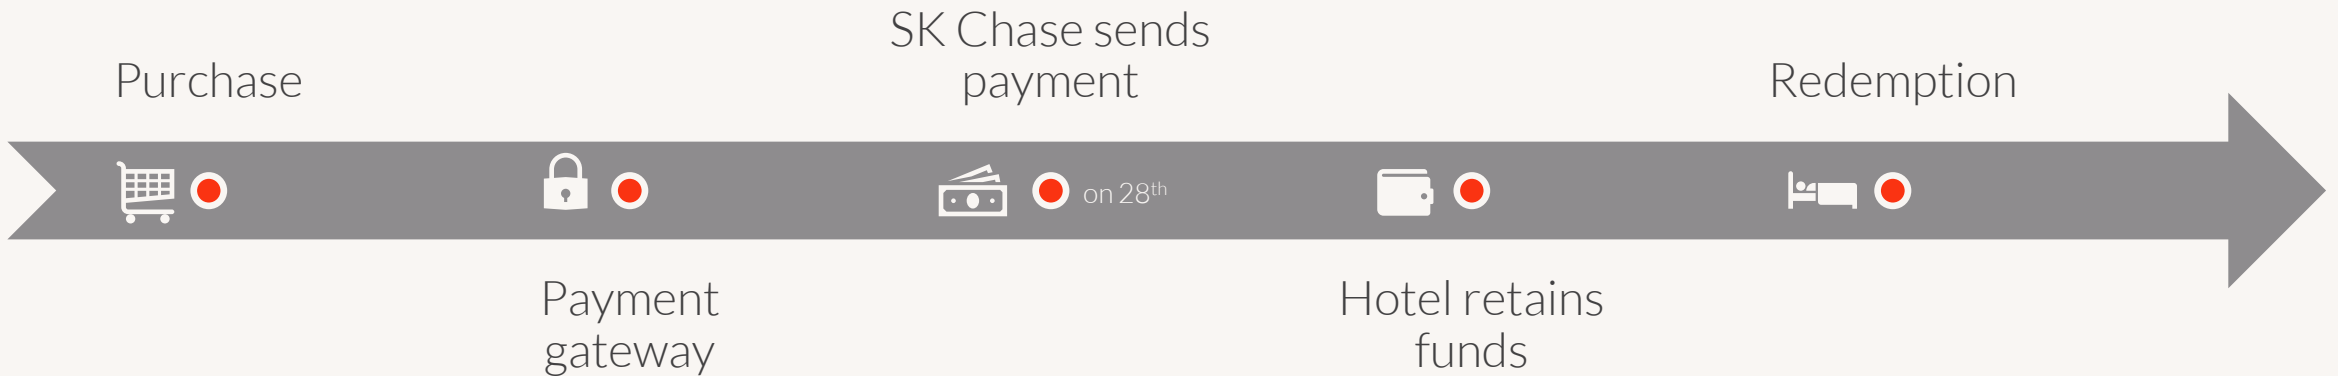 Purchase
Payment
gateway
SK Chase sends
payment
on 28th
Hotel retains
funds
Redemption